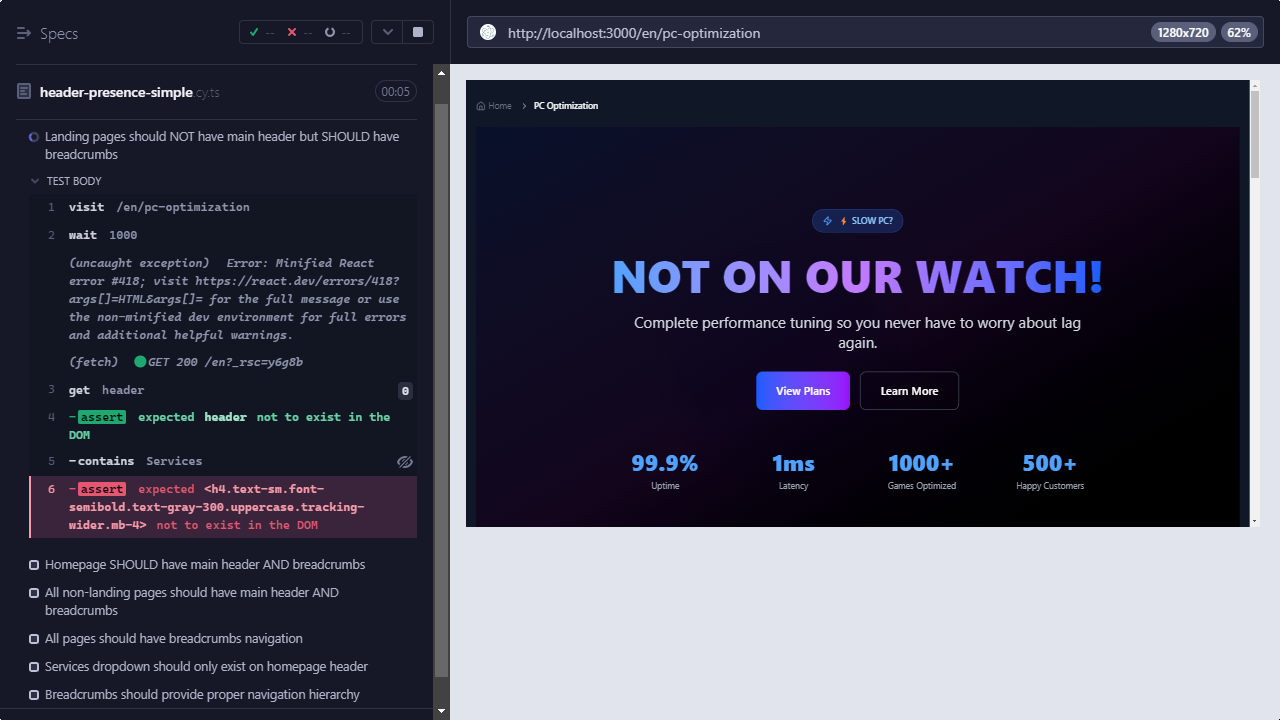 Specs
-- -- --
header-presence-simple.cy.ts
00:05
Landing pages should NOT have main header but SHOULD have
breadcrumbs
TEST BODY
1 visit /en/pc-optimization
2 wait 1000
(uncaught exception) Error: Minified React
error #418; visit https://react.dev/errors/418?
args[]=HTML&args[]= for the full message or use
the non-minified dev environment for full errors
and additional helpful warnings.
(fetch) GET 200 /en?_rsc=y6g8b
3 get header 0
4 -assert expected header not to exist in the
DOM
5 -contains Services
6 -assert expected <h4.text-sm.font-
semibold.text-gray-300.uppercase.tracking-
wider.mb-4> not to exist in the DOM
Homepage SHOULD have main header AND breadcrumbs
All non-landing pages should have main header AND
breadcrumbs
All pages should have breadcrumbs navigation
Services dropdown should only exist on homepage header
Breadcrumbs should provide proper navigation hierarchy
http://localhost:3000/en/pc-optimization
1280x720 62%
Home > PC Optimization
SLOW PC?
NOT ON OUR WATCH!
Complete performance tuning so you never have to worry about lag
again.
View Plans
Learn More
99.9% 1ms 1000+ 500+
Uptime Latency Games Optimized Happy Customers